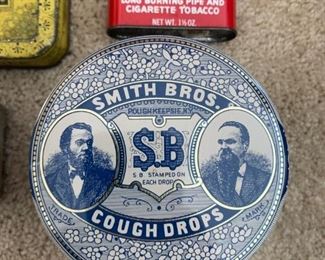 LONG BURNING PIPE AND
CIGARETTE TOBACCO
NET WT. 1½ OZ.
SMITH BROS.
POUGHKEEPSIE, N.Y.
S.B
S.B. STAMPED ON
EACH DROP
TRADE
MARK
COUGH DROPS